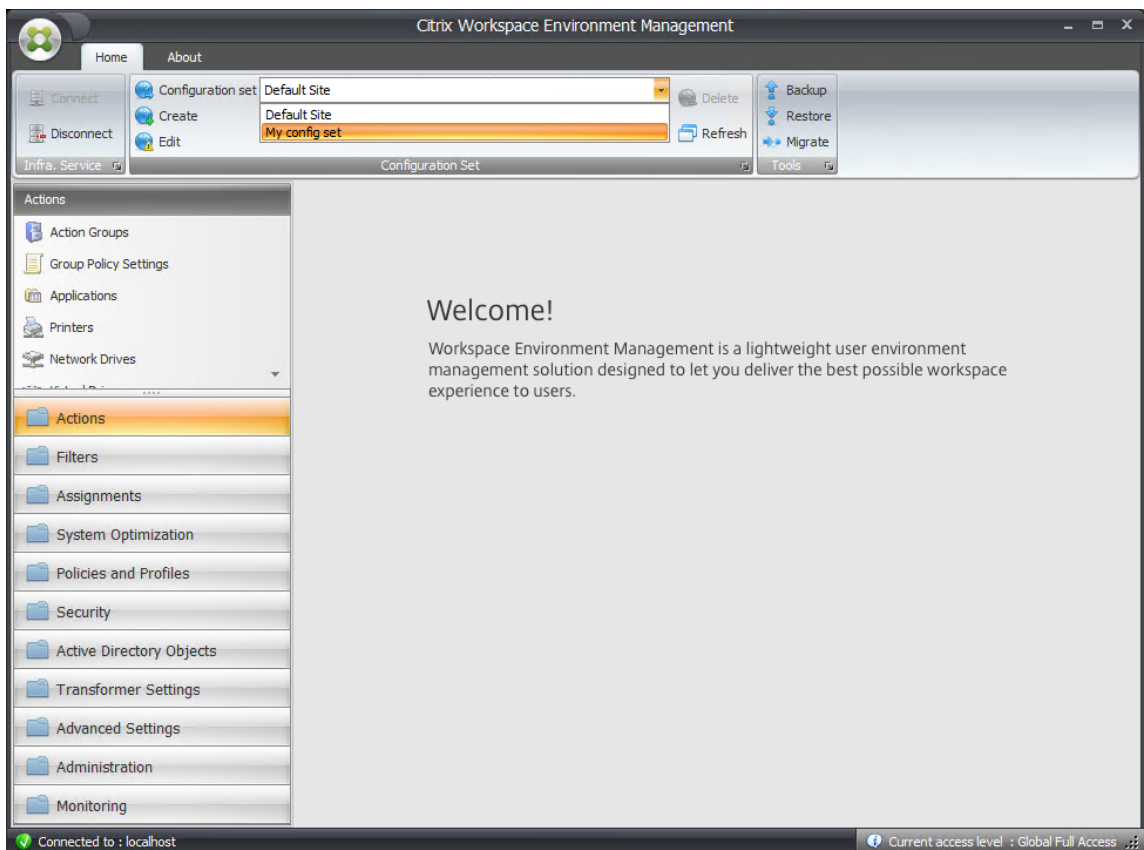 Citrix Workspace Environment Management
Home About
Connect
Disconnect
Infra. Service
Configuration set Default Site
Create
Edit
Default Site
My config set
Delete
Refresh
Configuration Set
Backup
Restore
Migrate
Tools
Actions
Action Groups
Group Policy Settings
Applications
Printers
Network Drives
Actions
Filters
Assignments
System Optimization
Policies and Profiles
Security
Active Directory Objects
Transformer Settings
Advanced Settings
Administration
Monitoring
Welcome!
Workspace Environment Management is a lightweight user environment
management solution designed to let you deliver the best possible workspace
experience to users.
Connected to : localhost
Current access level : Global Full Access